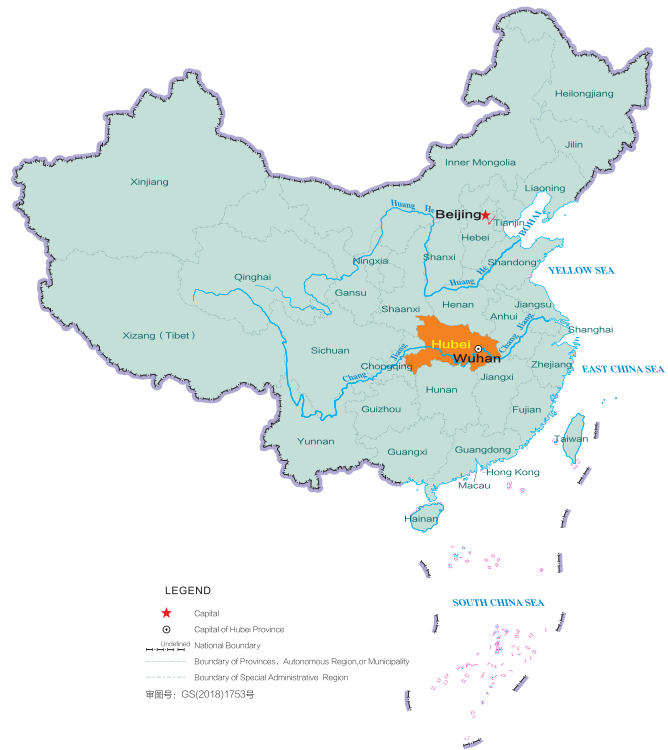 Heilongjiang
Jilin
Inner Mongolia
Xinjiang
Liaoning
Huang He
Beijing
Tianjin
BOHAI
Hebei
Ningxia
Shanxi
Shandong
YELLOW SEA
Qinghai
Huang He
Gansu
Henan
Jiangsu
Shaanxi
Anhui
Xizang (Tibet)
Shanghai
Hubei
Chang Jiang
Sichuan
Wuhan
Chopsqing
Zhejiang
EAST CHINA SEA
Chang Jiang
Jiangxi
Hunan
Guizhou
Fujian
Yunnan
Taiwan
Guangxi
Guangdong
Hong Kong
Macau
Hainan
SOUTH CHINA SEA
LEGEND
Capital
Capital of Hubei Province
Undefined
National Boundary
Boundary of Provinces, Autonomous Region,or Municipality
Boundary of Special Administrative Region
审图号：GS(2018)1753号